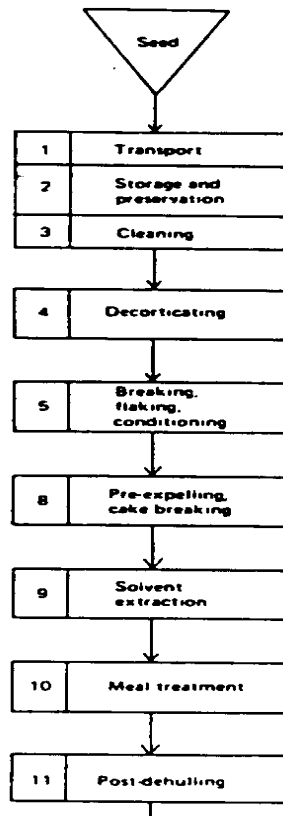 Seed
1 Transport
2 Storage and
preservation
3 Cleaning
4 Decorticating
5 Breaking,
flaking,
conditioning
8 Pre-expelling,
cake breaking
9 Solvent
extraction
10 Meal treatment
11 Post-dehulling